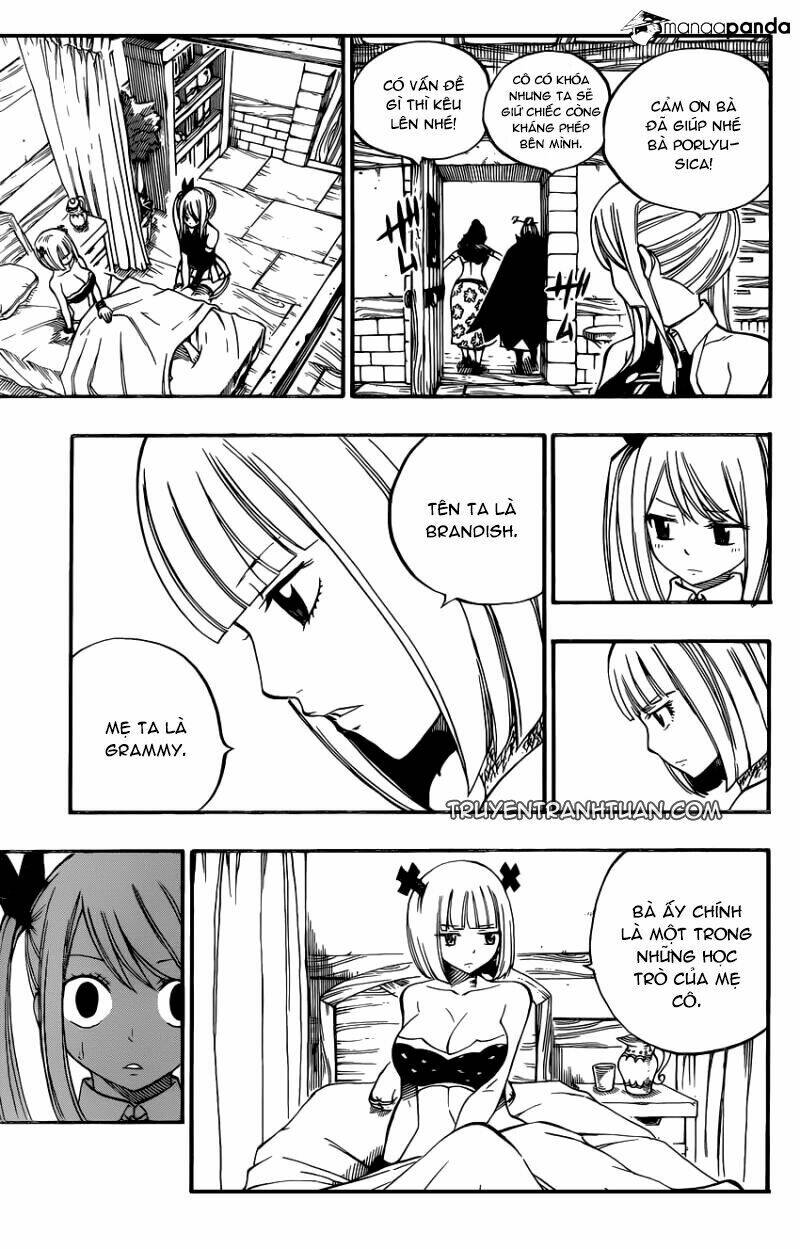 mangapanda
CẢM ƠN BÀ
ĐÃ GIÚP NHÉ
BÀ PORLYU-
SICA!
CÔ CÓ KHÓA
NHƯNG TA SẼ
GIỮ CHIẾC CÒNG
KHÁNG PHÉP
BÊN MÌNH.
CÓ VẤN ĐỀ
GÌ THÌ KÊU
LÊN NHÉ!
TÊN TA LÀ
BRANDISH.
MẸ TA LÀ
GRAMMY.
TRUYENTRANHTUAN.COM
BÀ ẤY CHÍNH
LÀ MỘT TRONG
NHỮNG HỌC
TRÒ CỦA MẸ
CÔ.